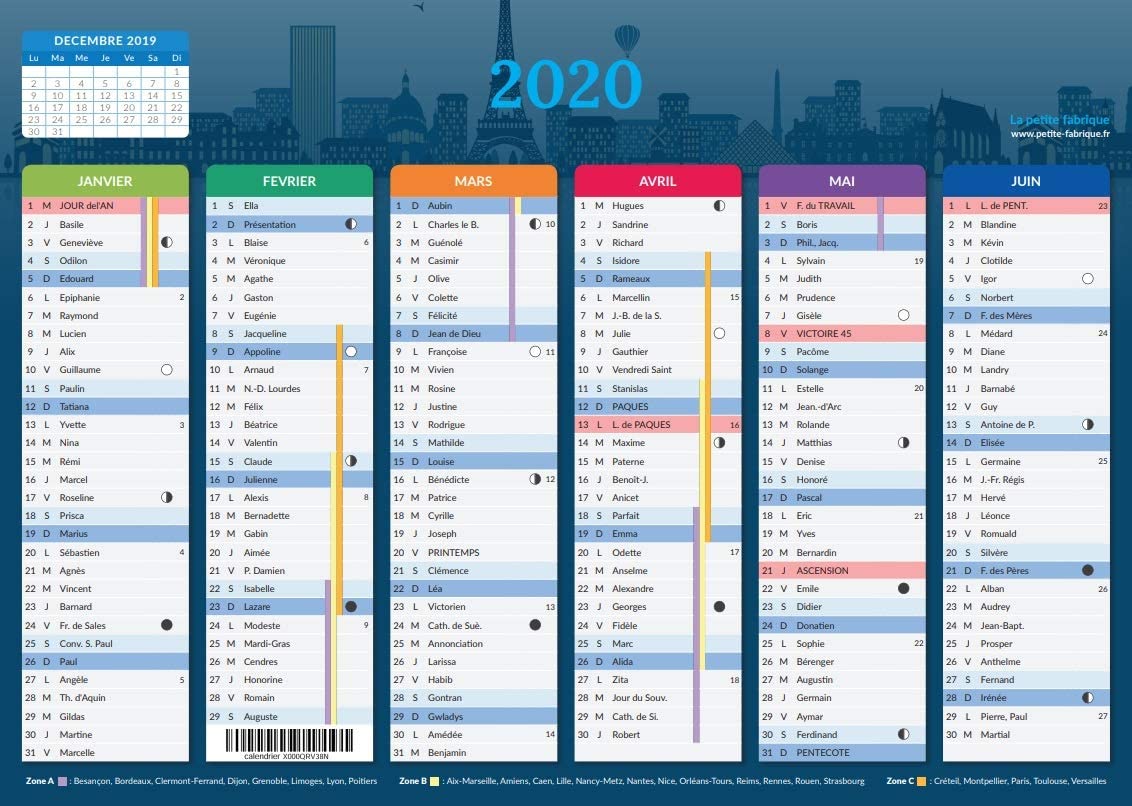 DECEMBRE 2019
Lu Ma Me Je Ve Sa Di
1
2 3 4 5 6 7 8
9 10 11 12 13 14 15
16 17 18 19 20 21 22
23 24 25 26 27 28 29
30 31
2020
La petite fabrique
www.petite-fabrique.fr
JANVIER
1 M JOUR del'AN
2 J Basile
3 V Geneviève
4 S Odilon
5 D Edouard
6 L Epiphanie 2
7 M Raymond
8 M Lucien
9 J Alix
10 V Guillaume
11 S Paulin
12 D Tatiana
13 L Yvette 3
14 M Nina
15 M Rémi
16 J Marcel
17 V Roseline
18 S Prisca
19 D Marius
20 L Sébastien 4
21 M Agnès
22 M Vincent
23 J Barnard
24 V Fr. de Sales
25 S Conv. S. Paul
26 D Paul
27 L Angèle 5
28 M Th. d'Aquin
29 M Gildas
30 J Martine
31 V Marcelle
FEVRIER
1 S Ella
2 D Présentation
3 L Blaise 6
4 M Véronique
5 M Agathe
6 J Gaston
7 V Eugénie
8 S Jacqueline
9 D Appoline
10 L Arnaud 7
11 M N.-D. Lourdes
12 M Félix
13 J Béatrice
14 V Valentin
15 S Claude
16 D Julienne
17 L Alexis 8
18 M Bernadette
19 M Gabin
20 J Aimée
21 V P. Damien
22 S Isabelle
23 D Lazare
24 L Modeste 9
25 M Mardi-Gras
26 M Cendres
27 J Honorine
28 V Romain
29 S Auguste
calendrier X000QRV38N
MARS
1 D Aubin
2 L Charles le B. 10
3 M Guénolé
4 M Casimir
5 J Olive
6 V Colette
7 S Félicité
8 D Jean de Dieu
9 L Françoise 11
10 M Vivien
11 M Rosine
12 J Justine
13 V Rodrigue
14 S Mathilde
15 D Louise
16 L Bénédicte 12
17 M Patrice
18 M Cyrille
19 J Joseph
20 V PRINTEMPS
21 S Clémence
22 D Léa
23 L Victorien 13
24 M Cath. de Suè.
25 M Annonciation
26 J Larissa
27 V Habib
28 S Gontran
29 D Gwladys
30 L Amédée 14
31 M Benjamin
AVRIL
1 M Hugues
2 J Sandrine
3 V Richard
4 S Isidore
5 D Rameaux
6 L Marcellin 15
7 M J.-B. de la S.
8 M Julie
9 J Gauthier
10 V Vendredi Saint
11 S Stanislas
12 D PAQUES
13 L L. de PAQUES 16
14 M Maxime
15 M Paterne
16 J Benoît-J.
17 V Anicet
18 S Parfait
19 D Emma
20 L Odette 17
21 M Anselme
22 M Alexandre
23 J Georges
24 V Fidèle
25 S Marc
26 D Alida
27 L Zita 18
28 M Jour du Souv.
29 M Cath. de Si.
30 J Robert
MAI
1 V F. du TRAVAIL
2 S Boris
3 D Phil., Jacq.
4 L Sylvain 19
5 M Judith
6 M Prudence
7 J Gisèle
8 V VICTOIRE 45
9 S Pacôme
10 D Solange
11 L Estelle 20
12 M Jean.-d'Arc
13 M Rolande
14 J Matthias
15 V Denise
16 S Honoré
17 D Pascal
18 L Eric 21
19 M Yves
20 M Bernardin
21 J ASCENSION
22 V Emile
23 S Didier
24 D Donatien
25 L Sophie 22
26 M Bérenger
27 M Augustin
28 J Germain
29 V Aymar
30 S Ferdinand
31 D PENTECOTE
JUIN
1 L L. de PENT. 23
2 M Blandine
3 M Kévin
4 J Clotilde
5 V Igor
6 S Norbert
7 D F. des Mères
8 L Médard 24
9 M Diane
10 M Landry
11 J Barnabé
12 V Guy
13 S Antoine de P.
14 D Elisée
15 L Germaine 25
16 M J.-Fr. Régis
17 M Hervé
18 J Léonce
19 V Romuald
20 S Silvère
21 D F. des Pères
22 L Alban 26
23 M Audrey
24 M Jean-Bapt.
25 J Prosper
26 V Anthelme
27 S Fernand
28 D Irénée
29 L Pierre, Paul 27
30 M Martial
Zone A : Besançon, Bordeaux, Clermont-Ferrand, Dijon, Grenoble, Limoges, Lyon, Poitiers Zone B : Aix-Marseille, Amiens, Caen, Lille, Nancy-Metz, Nantes, Nice, Orléans-Tours, Reims, Rennes, Rouen, Strasbourg Zone C : Créteil, Montpellier, Paris, Toulouse, Versailles